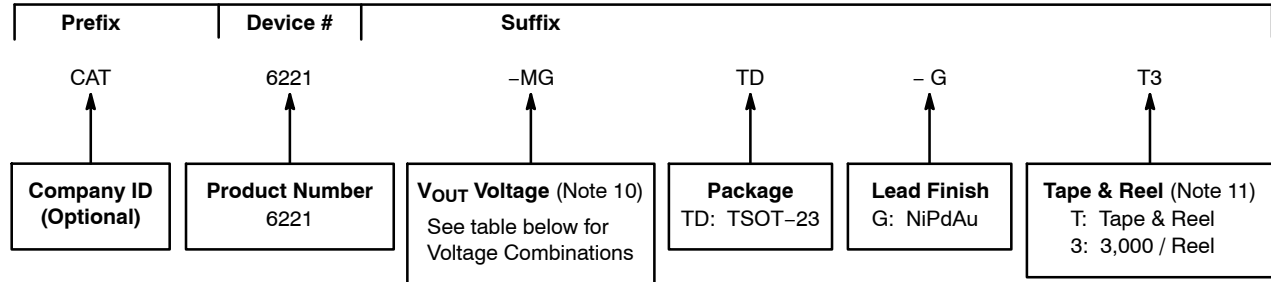 Prefix
Device #
Suffix
CAT
6221
–MG
TD
– G
T3
Company ID
(Optional)
Product Number
6221
VOUT Voltage (Note 10)
See table below for
Voltage Combinations
Package
TD: TSOT–23
Lead Finish
G: NiPdAu
Tape & Reel (Note 11)
T: Tape & Reel
3: 3,000 / Reel